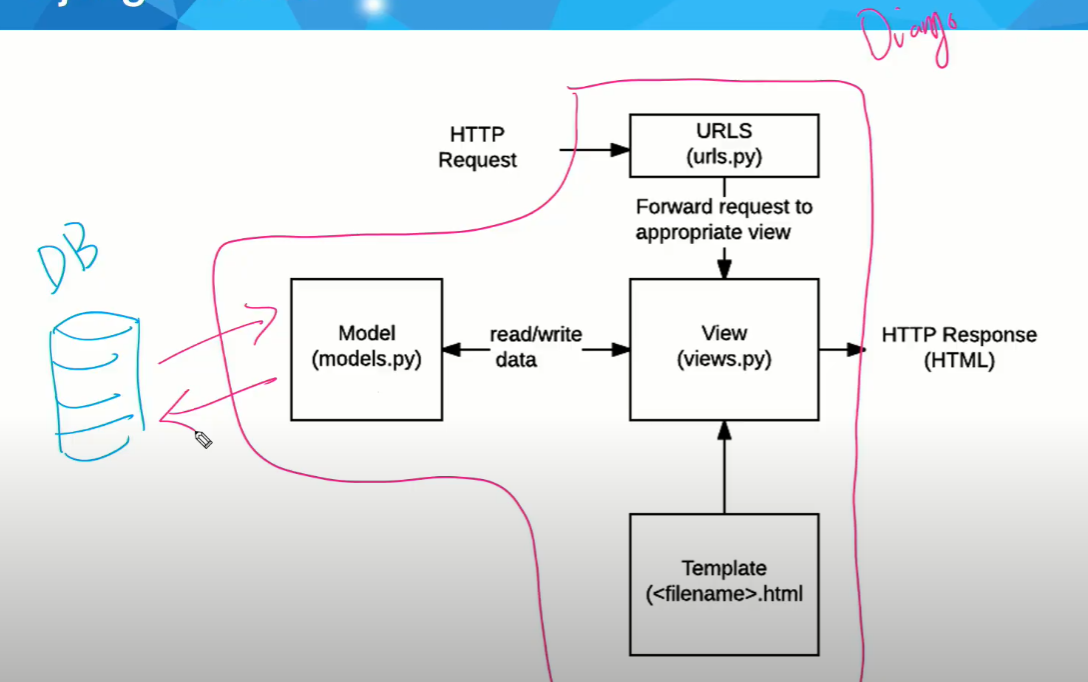 Django
HTTP
Request
URLS
(urls.py)
Forward request to
appropriate view
DB
Model
(models.py)
read/write
data
View
(views.py)
HTTP Response
(HTML)
Template
(<filename>.html